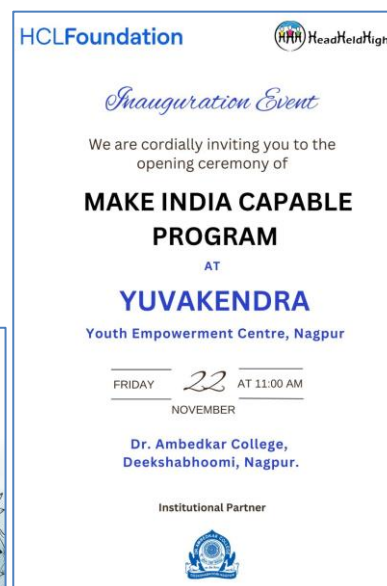 HCLFoundation
HHH HeadHeldHigh
Inauguration Event
We are cordially inviting you to the
opening ceremony of
MAKE INDIA CAPABLE
PROGRAM
AT
YUVAKENDRA
Youth Empowerment Centre, Nagpur
FRIDAY 22 AT 11:00 AM
NOVEMBER
Dr. Ambedkar College,
Deekshabhoomi, Nagpur.
Institutional Partner